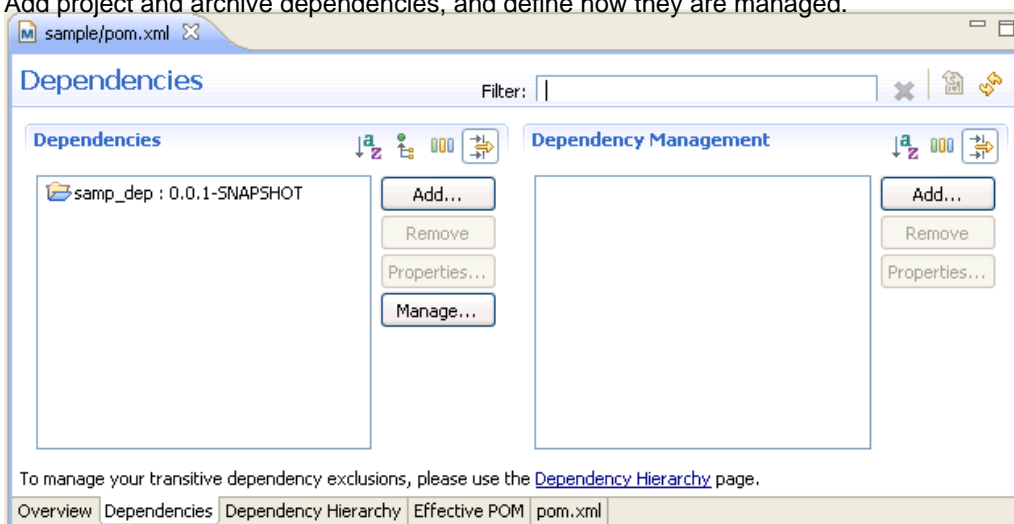 Add project and archive dependencies, and define how they are managed.
M sample/pom.xml
Dependencies
Filter:
Dependencies
Dependency Management
samp_dep : 0.0.1-SNAPSHOT
Add...
Remove
Properties...
Manage...
Add...
Remove
Properties...
To manage your transitive dependency exclusions, please use the Dependency Hierarchy page.
Overview Dependencies Dependency Hierarchy Effective POM pom.xml